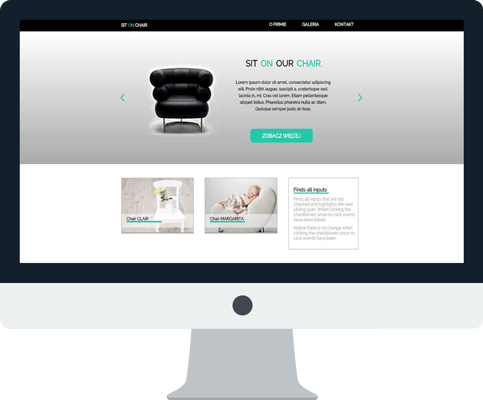 SIT ON CHAIR
O FIRMIE GALERIA KONTAKT
SIT ON OUR CHAIR
Lorem ipsum dolor sit amet, consectetur adipiscing
elit. Proin nibh augue, suscipit a, scelerisque sed,
lacinia in, mi. Cras vel lorem. Etiam pellentesque
aliquet tellus. Phasellus pharetra nulla ac diam.
Quisque semper justo at risus.
ZOBACZ WIĘCEJ
Chair CLAIR
Chair MARGARITA
Finds all inputs
Finds all inputs that are not
checked and highlights the next
sibling span. When clicking the
checkboxes since no click events
have been linked.
Notice there is no change when
clicking the checkboxes since no click
events have been